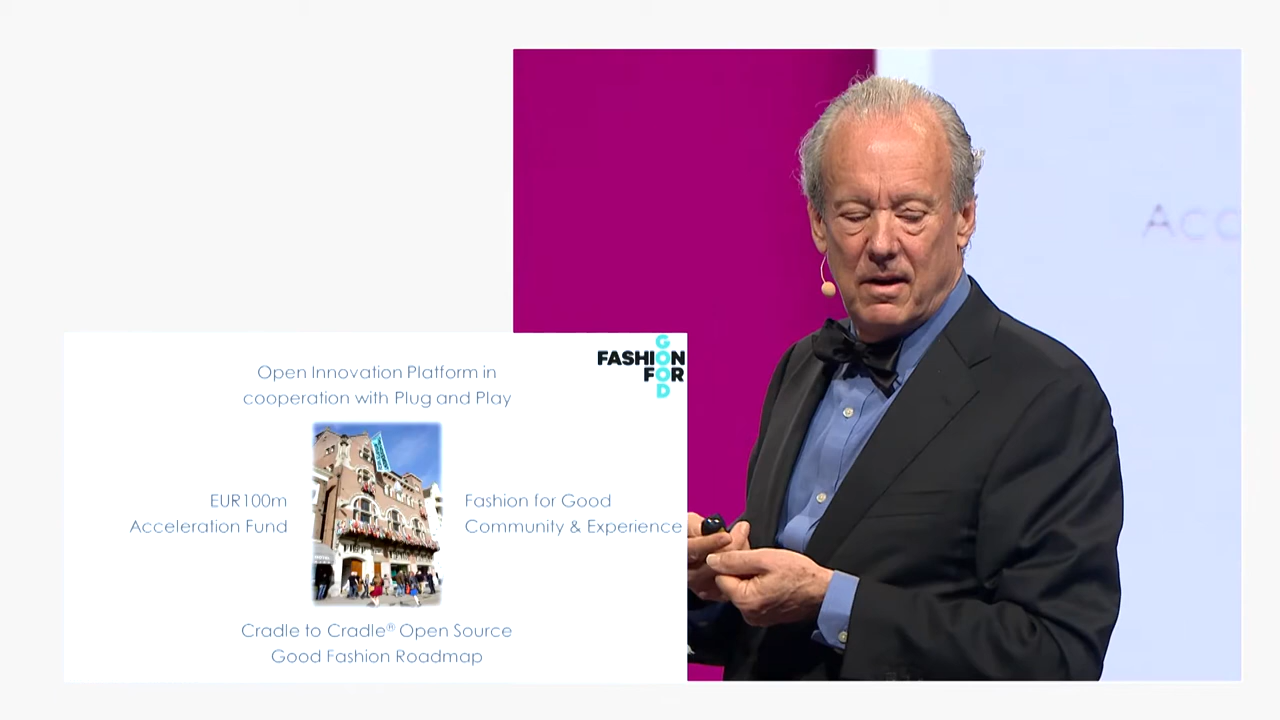 Open Innovation Platform in
cooperation with Plug and Play
GOOD
FASHION
FOR
EUR100m
Acceleration Fund
Fashion for Good
Community & Experience
Cradle to Cradle® Open Source
Good Fashion Roadmap